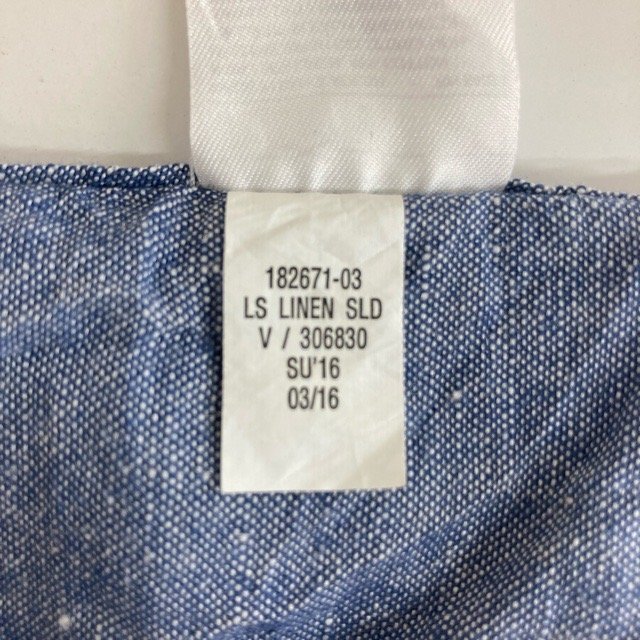 182671-03
LS LINEN SLD
V / 306830
SU'16
03/16